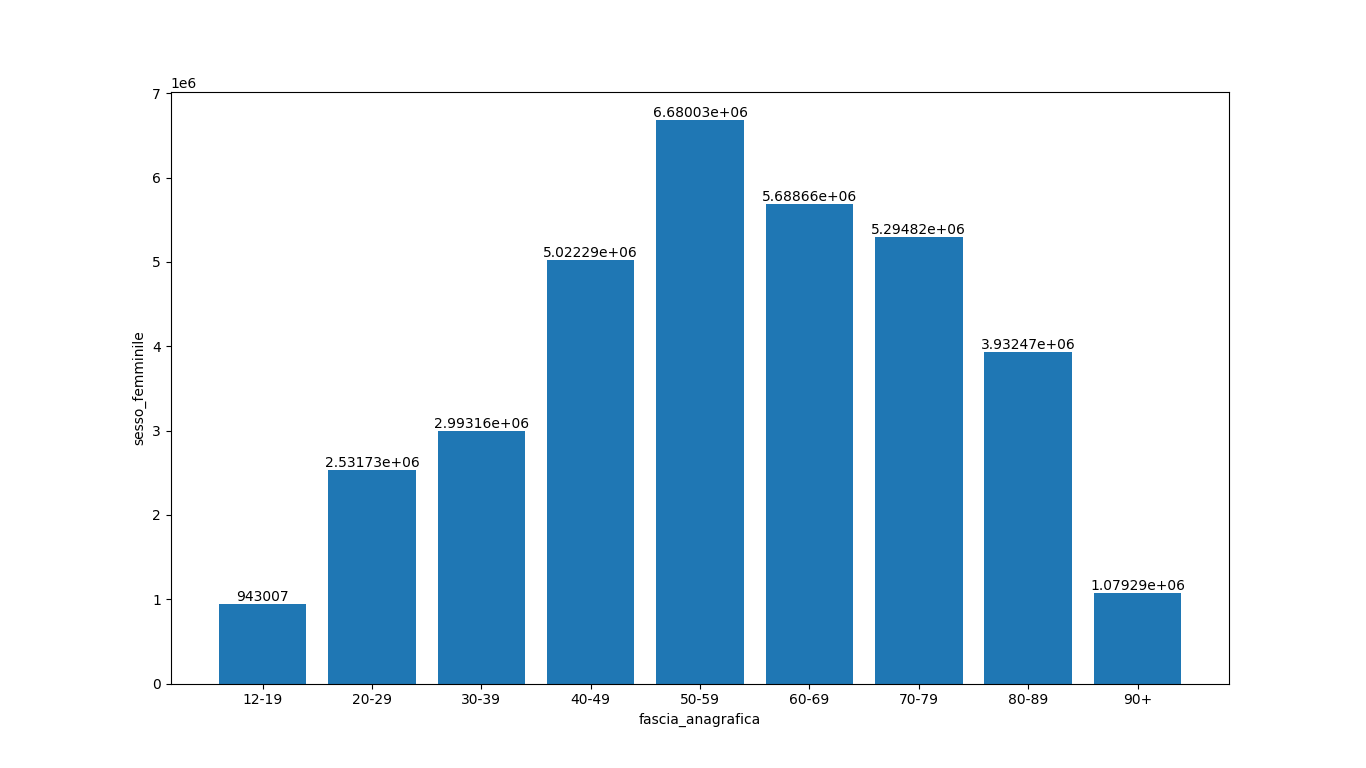 1e6
7
6.68003e+06
6
5.68866e+06
5.29482e+06
5
5.02229e+06
4
3.93247e+06
sesso_femminile
3
2.99316e+06
2.53173e+06
2
1
943007
1.07929e+06
0
12-19 20-29 30-39 40-49 50-59 60-69 70-79 80-89 90+
fascia_anagrafica